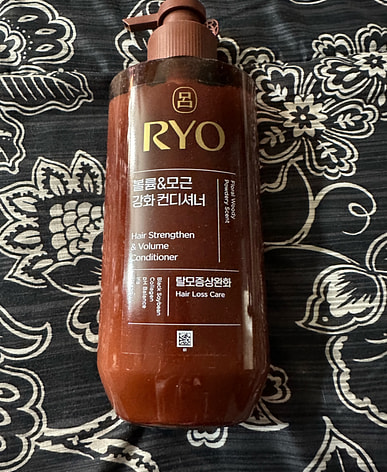 呂
RYO
볼륨&모근
강화 컨디셔너
Floral Woody
Powdery Scent
Hair Strengthen
& Volume
Conditioner
Black Soybean
Collagen
pH Balance
탈모증상완화
Hair Loss Care